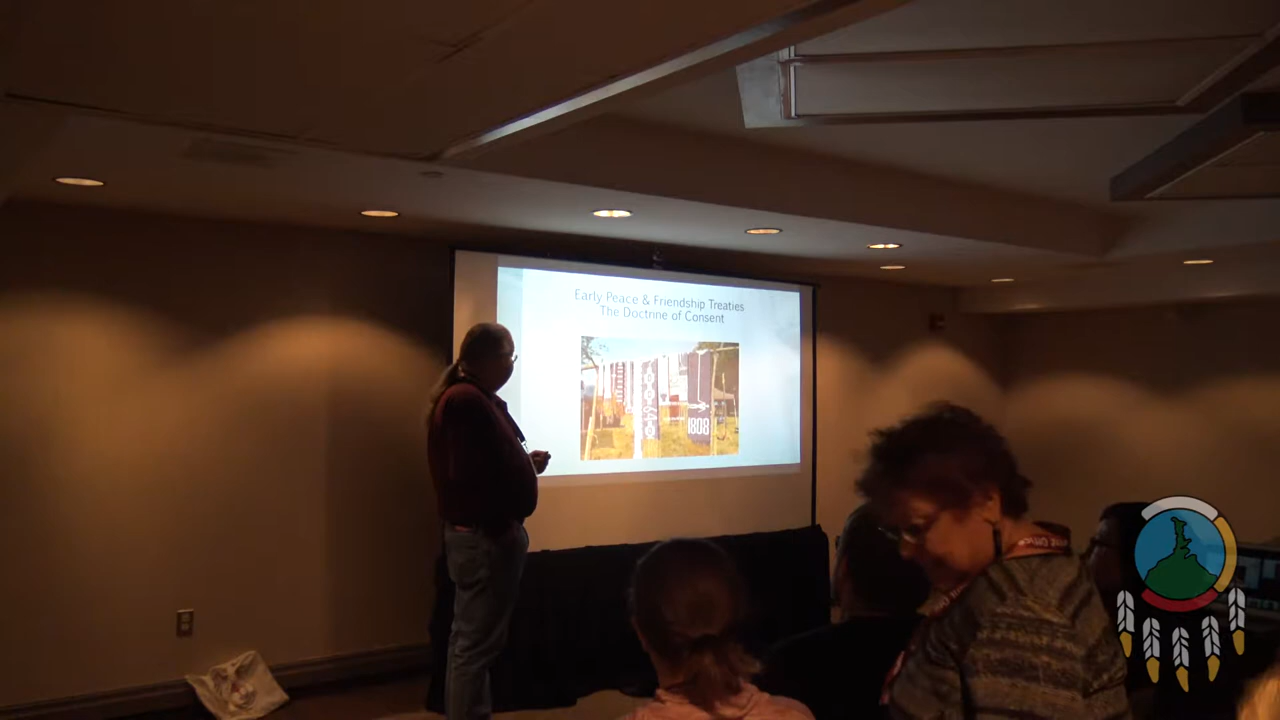 Early Peace & Friendship Treaties
The Doctrine of Consent
1808